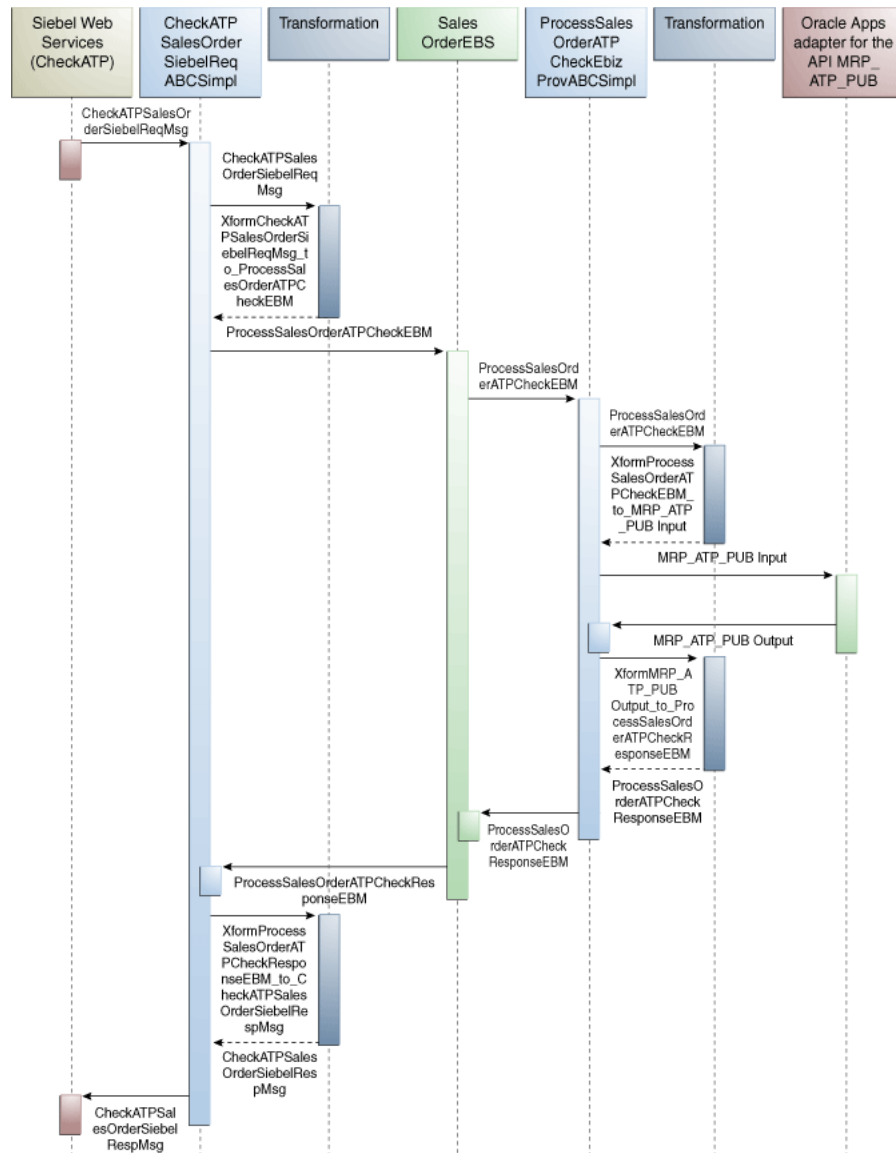 Siebel Web
Services
(CheckATP)
CheckATP
SalesOrder
SiebelReq
ABCSimpl
Transformation
Sales
OrderEBS
ProcessSales
OrderATP
CheckEbiz
ProvABCSimpl
Transformation
Oracle Apps
adapter for the
API MRP_
ATP_PUB
CheckATPSalesOr
derSiebelReqMsg
CheckATPSales
OrderSiebelReq
Msg
XformCheckAT
PSalesOrderSi
ebelReqMsg_t
o_ProcessSal
esOrderATPC
heckEBM
ProcessSalesOrderATPCheckEBM
ProcessSalesOrd
erATPCheckEBM
ProcessSalesOrd
erATPCheckEBM
XformProcess
SalesOrderAT
PCheckEBM_
to_MRP_ATP
_PUB Input
MRP_ATP_PUB Input
MRP_ATP_PUB Output
XformMRP_A
TP_PUB
Output_to_Pro
cessSalesOrd
erATPCheckR
esponseEBM
ProcessSalesO
rderATPCheck
ResponseEBM
ProcessSalesO
rderATPCheck
ResponseEBM
ProcessSalesOrderATPCheckRes
ponseEBM
XformProcess
SalesOrderAT
PCheckRespo
nseEBM_to_C
heckATPSales
OrderSiebelRe
spMsg
CheckATPSales
OrderSiebelRes
pMsg
CheckATPSal
esOrderSiebel
RespMsg